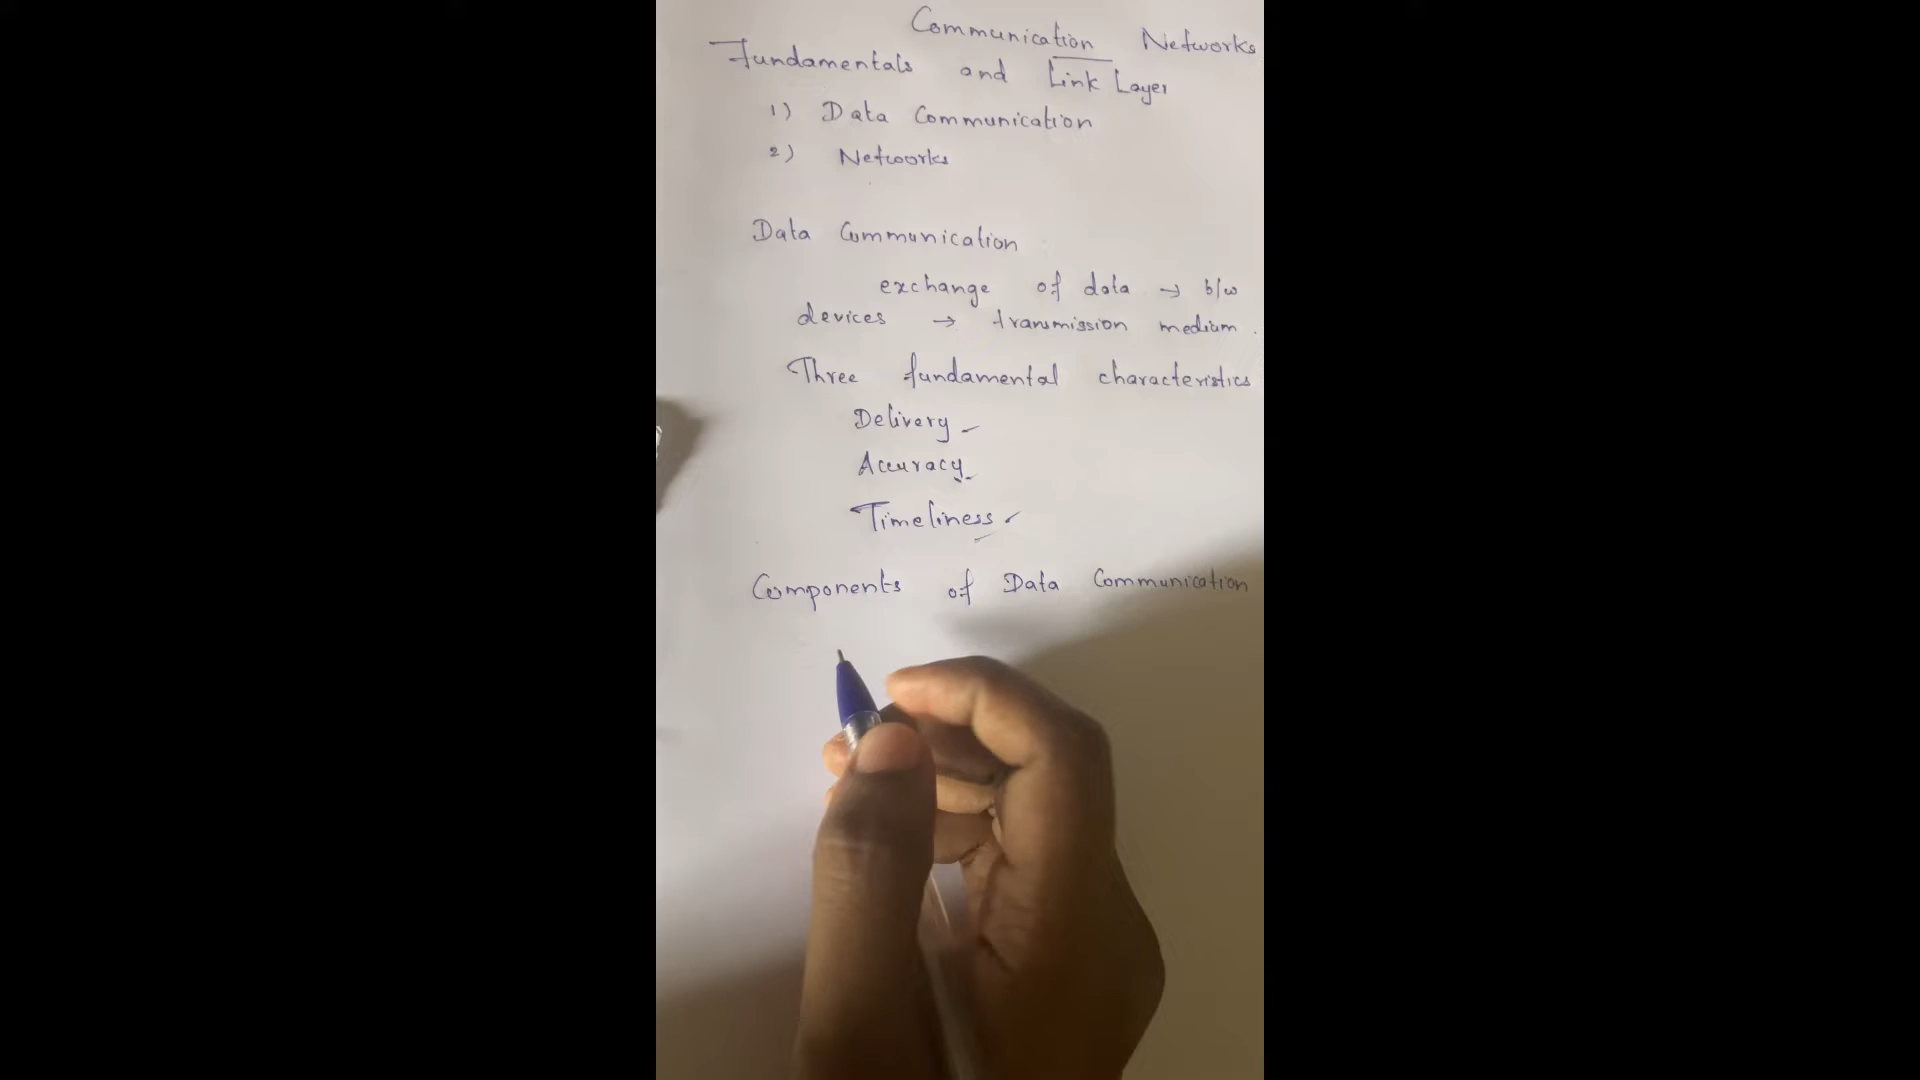 Communication Networks
Fundamentals and Link Layer
1) Data Communication
2) Networks
Data Communication
exchange of data → b/w
devices → transmission medium.
Three fundamental characteristics
Delivery
Accuracy
Timeliness
Components of Data Communication